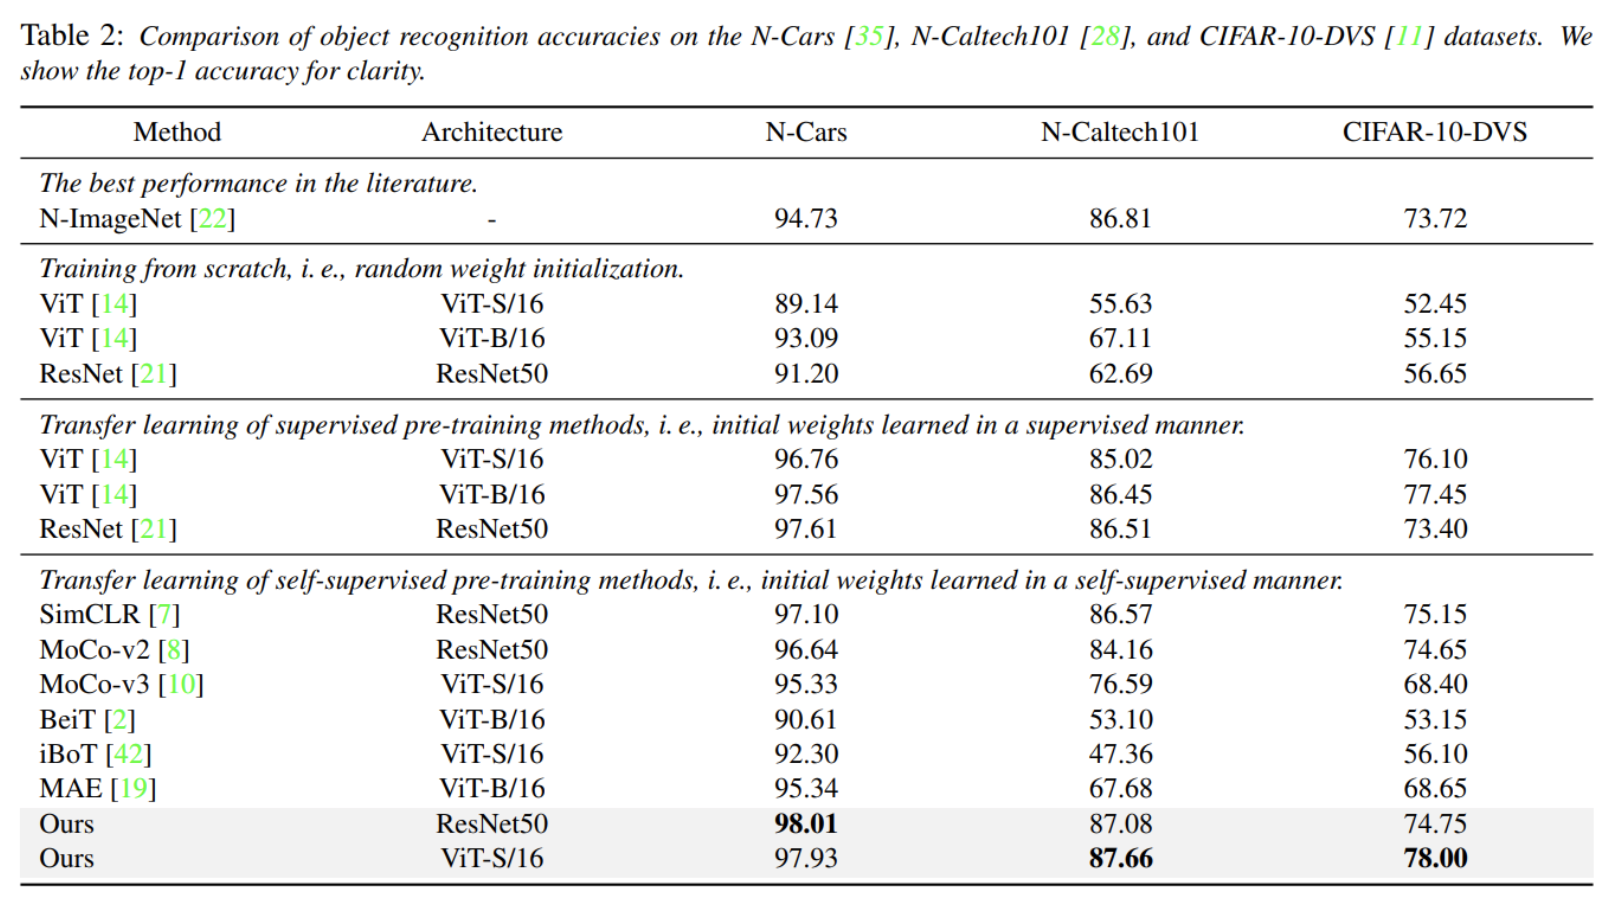 Table 2: Comparison of object recognition accuracies on the N-Cars [35], N-Caltech101 [28], and CIFAR-10-DVS [11] datasets. We
show the top-1 accuracy for clarity.
Method Architecture N-Cars N-Caltech101 CIFAR-10-DVS
The best performance in the literature.
N-ImageNet [22] - 94.73 86.81 73.72
Training from scratch, i. e., random weight initialization.
ViT [14] ViT-S/16 89.14 55.63 52.45
ViT [14] ViT-B/16 93.09 67.11 55.15
ResNet [21] ResNet50 91.20 62.69 56.65
Transfer learning of supervised pre-training methods, i. e., initial weights learned in a supervised manner.
ViT [14] ViT-S/16 96.76 85.02 76.10
ViT [14] ViT-B/16 97.56 86.45 77.45
ResNet [21] ResNet50 97.61 86.51 73.40
Transfer learning of self-supervised pre-training methods, i. e., initial weights learned in a self-supervised manner.
SimCLR [7] ResNet50 97.10 86.57 75.15
MoCo-v2 [8] ResNet50 96.64 84.16 74.65
MoCo-v3 [10] ViT-S/16 95.33 76.59 68.40
BeiT [2] ViT-B/16 90.61 53.10 53.15
iBoT [42] ViT-S/16 92.30 47.36 56.10
MAE [19] ViT-B/16 95.34 67.68 68.65
Ours ResNet50 98.01 87.08 74.75
Ours ViT-S/16 97.93 87.66 78.00